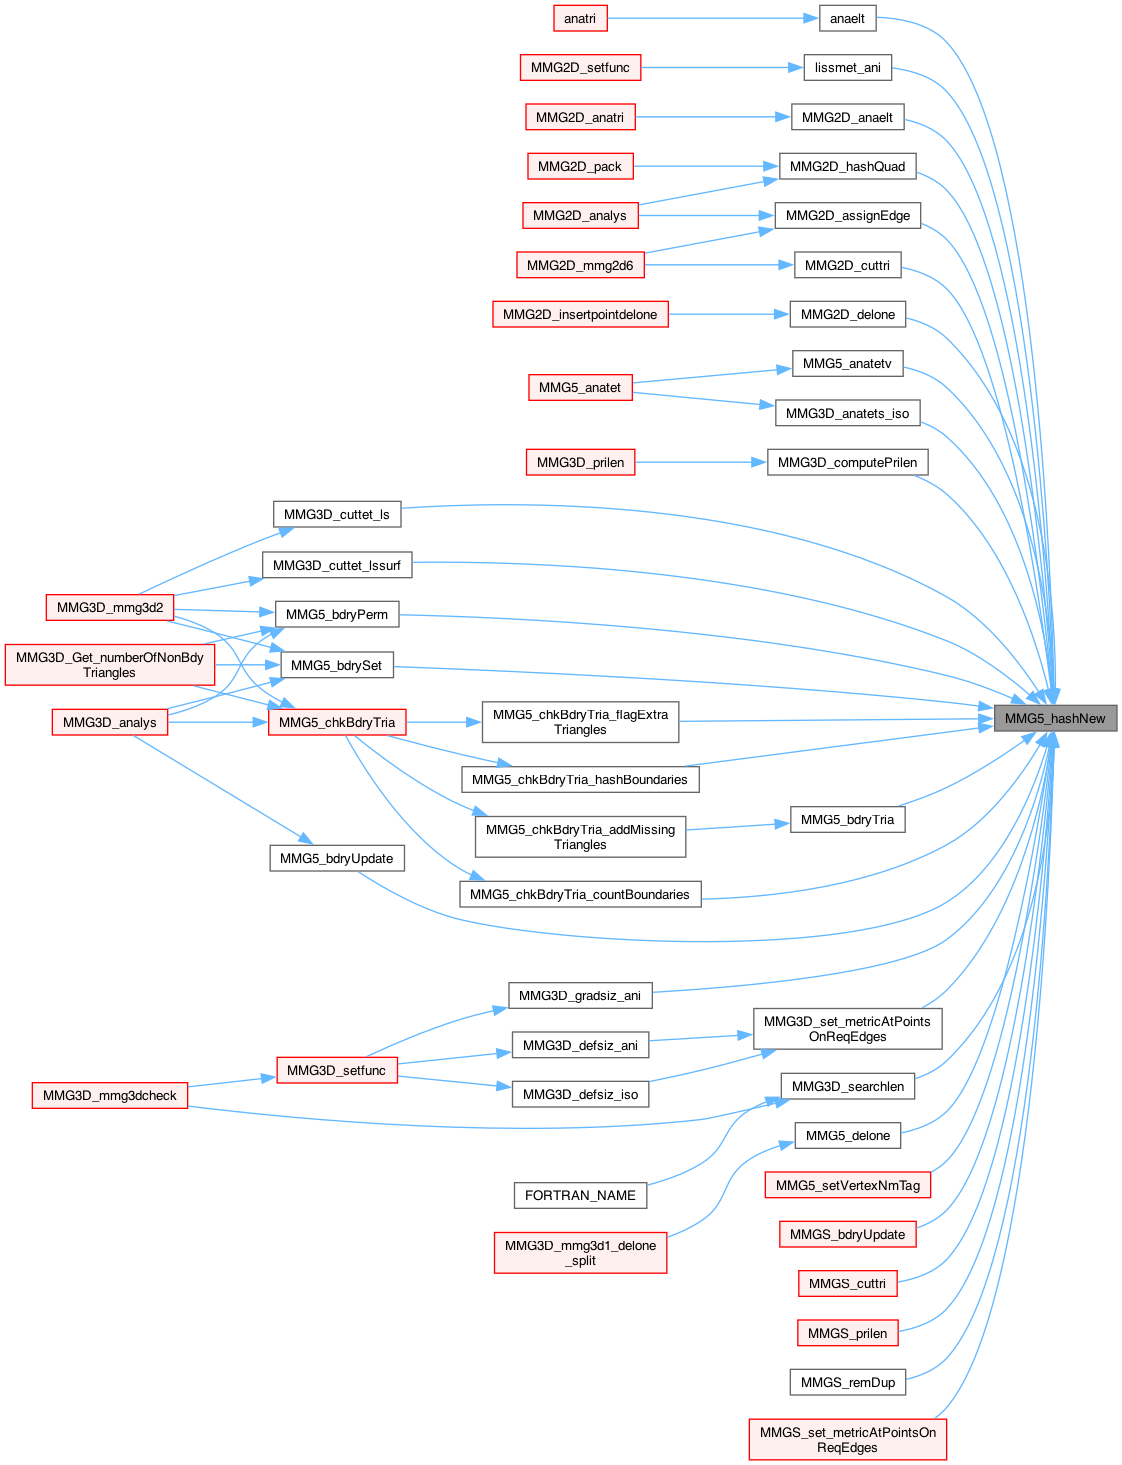 anatri
anaelt
MMG2D_setfunc
lissmet_ani
MMG2D_anatri
MMG2D_anaelt
MMG2D_pack
MMG2D_hashQuad
MMG2D_analys
MMG2D_assignEdge
MMG2D_mmg2d6
MMG2D_cuttri
MMG2D_insertpointdelone
MMG2D_delone
MMG5_anatet
MMG5_anatetv
MMG3D_anatets_iso
MMG3D_prilen
MMG3D_computePrilen
MMG3D_cuttet_ls
MMG3D_cuttet_lssurf
MMG3D_mmg3d2
MMG5_bdryPerm
MMG3D_Get_numberOfNonBdy
Triangles
MMG5_bdrySet
MMG3D_analys
MMG5_chkBdryTria
MMG5_chkBdryTria_flagExtra
Triangles
MMG5_hashNew
MMG5_chkBdryTria_hashBoundaries
MMG5_chkBdryTria_addMissing
Triangles
MMG5_bdryTria
MMG5_bdryUpdate
MMG5_chkBdryTria_countBoundaries
MMG3D_gradsiz_ani
MMG3D_set_metricAtPoints
OnReqEdges
MMG3D_defsiz_ani
MMG3D_setfunc
MMG3D_defsiz_iso
MMG3D_mmg3dcheck
MMG3D_searchlen
MMG5_delone
FORTRAN_NAME
MMG5_setVertexNmTag
MMG3D_mmg3d1_delone
_split
MMGS_bdryUpdate
MMGS_cuttri
MMGS_prilen
MMGS_remDup
MMGS_set_metricAtPointsOn
ReqEdges